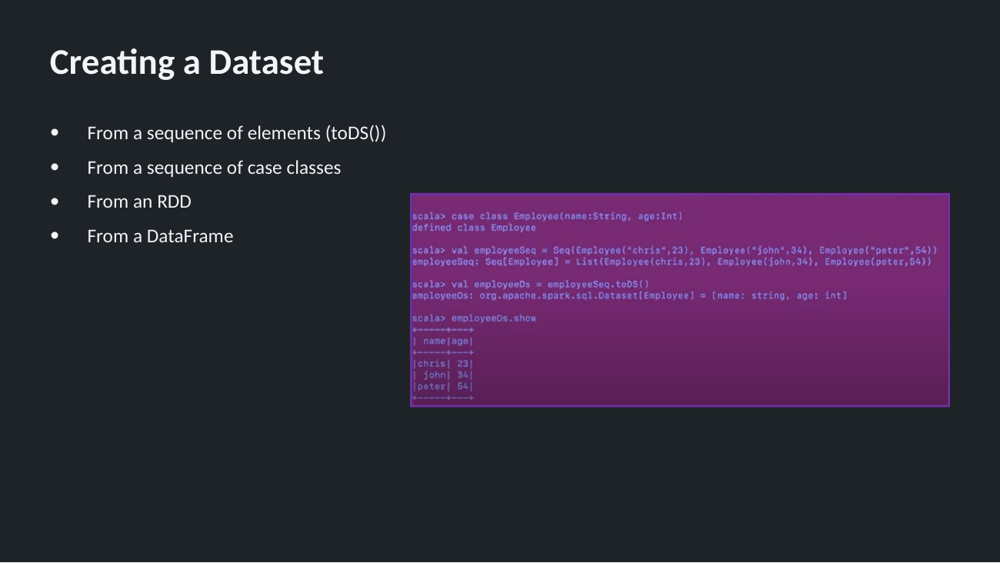 Creating a Dataset
• From a sequence of elements (toDS())
• From a sequence of case classes
• From an RDD
• From a DataFrame
scala> case class Employee(name:String, age:Int)
defined class Employee
scala> val employeeSeq = Seq(Employee("chris",23), Employee("john",34), Employee("peter",54))
employeeSeq: Seq[Employee] = List(Employee(chris,23), Employee(john,34), Employee(peter,54))
scala> val employeeDs = employeeSeq.toDS()
employeeDs: org.apache.spark.sql.Dataset[Employee] = [name: string, age: int]
scala> employeeDs.show
+-----+---+
| name|age|
+-----+---+
|chris| 23|
| john| 34|
|peter| 54|
+-----+---+